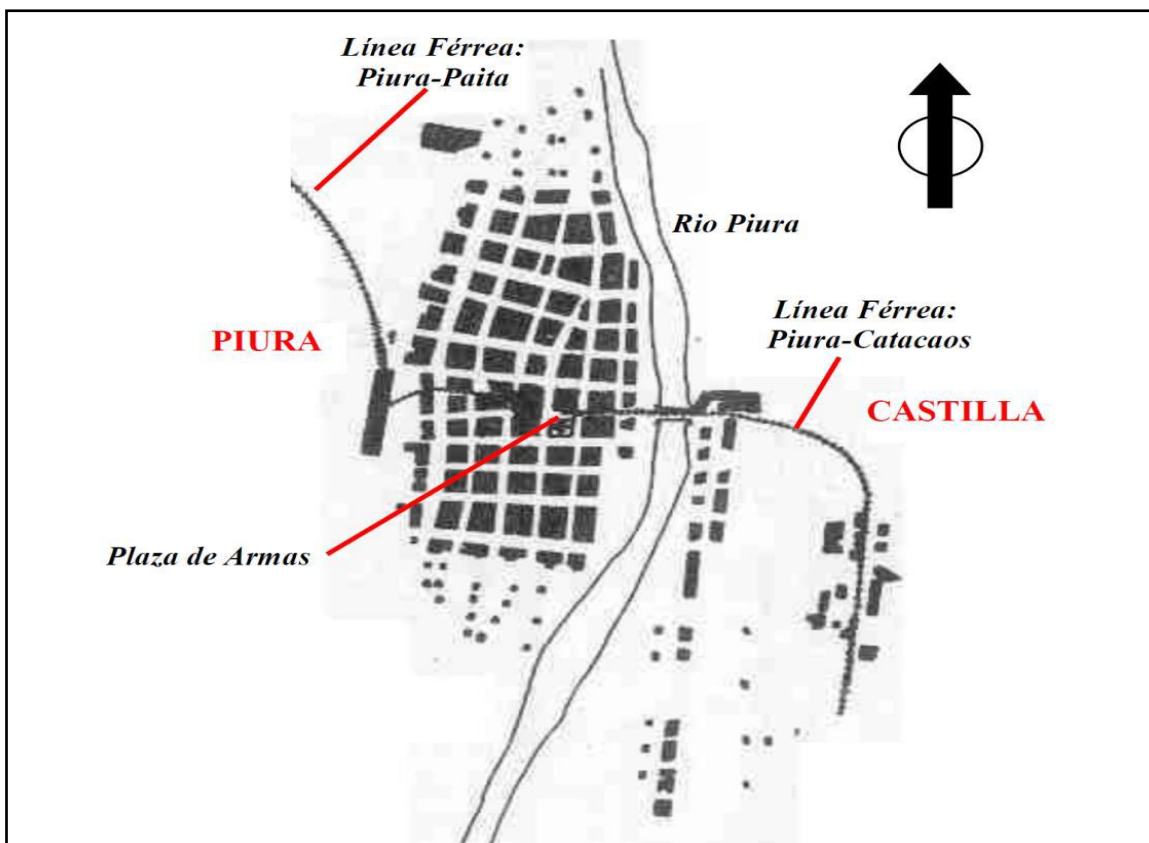 Línea Férrea:
Piura-Paita
Rio Piura
Línea Férrea:
Piura-Catacaos
PIURA
CASTILLA
Plaza de Armas